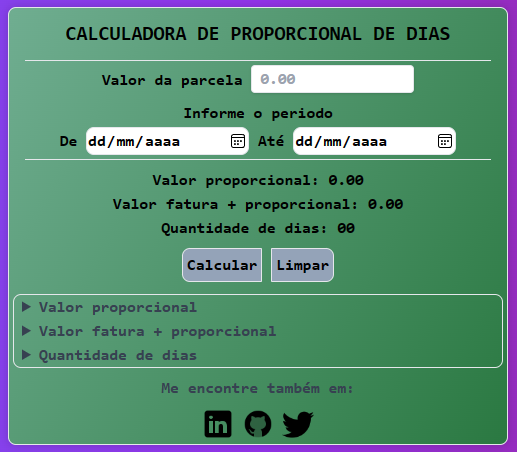 CALCULADORA DE PROPORCIONAL DE DIAS
Valor da parcela 0.00
Informe o periodo
De dd/mm/aaaa Até dd/mm/aaaa
Valor proporcional: 0.00
Valor fatura + proporcional: 0.00
Quantidade de dias: 00
Calcular Limpar
Valor proporcional
Valor fatura + proporcional
Quantidade de dias
Me encontre também em:
in